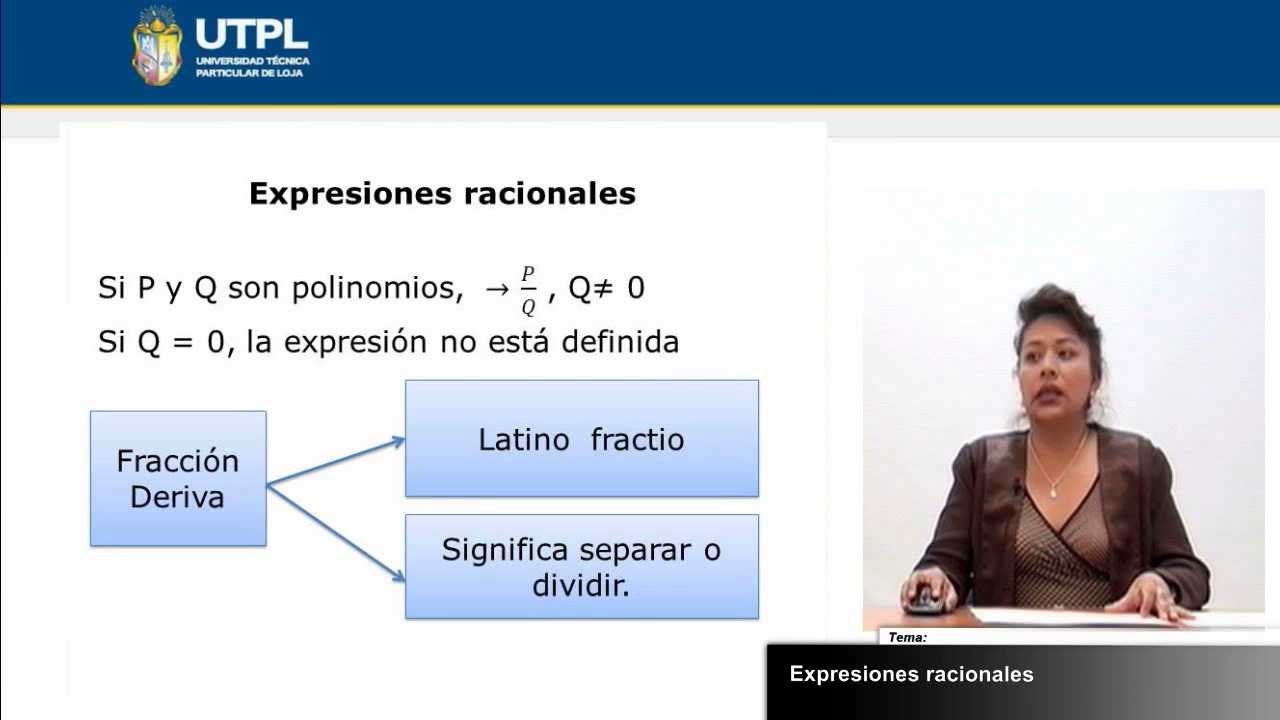 UTPL
UNIVERSIDAD TÉCNICA
PARTICULAR DE LOJA
Expresiones racionales
Si P y Q son polinomios, → P/Q , Q≠ 0
Si Q = 0, la expresión no está definida
Fracción
Deriva
Latino fractio
Significa separar o
dividir.
Tema:
Expresiones racionales